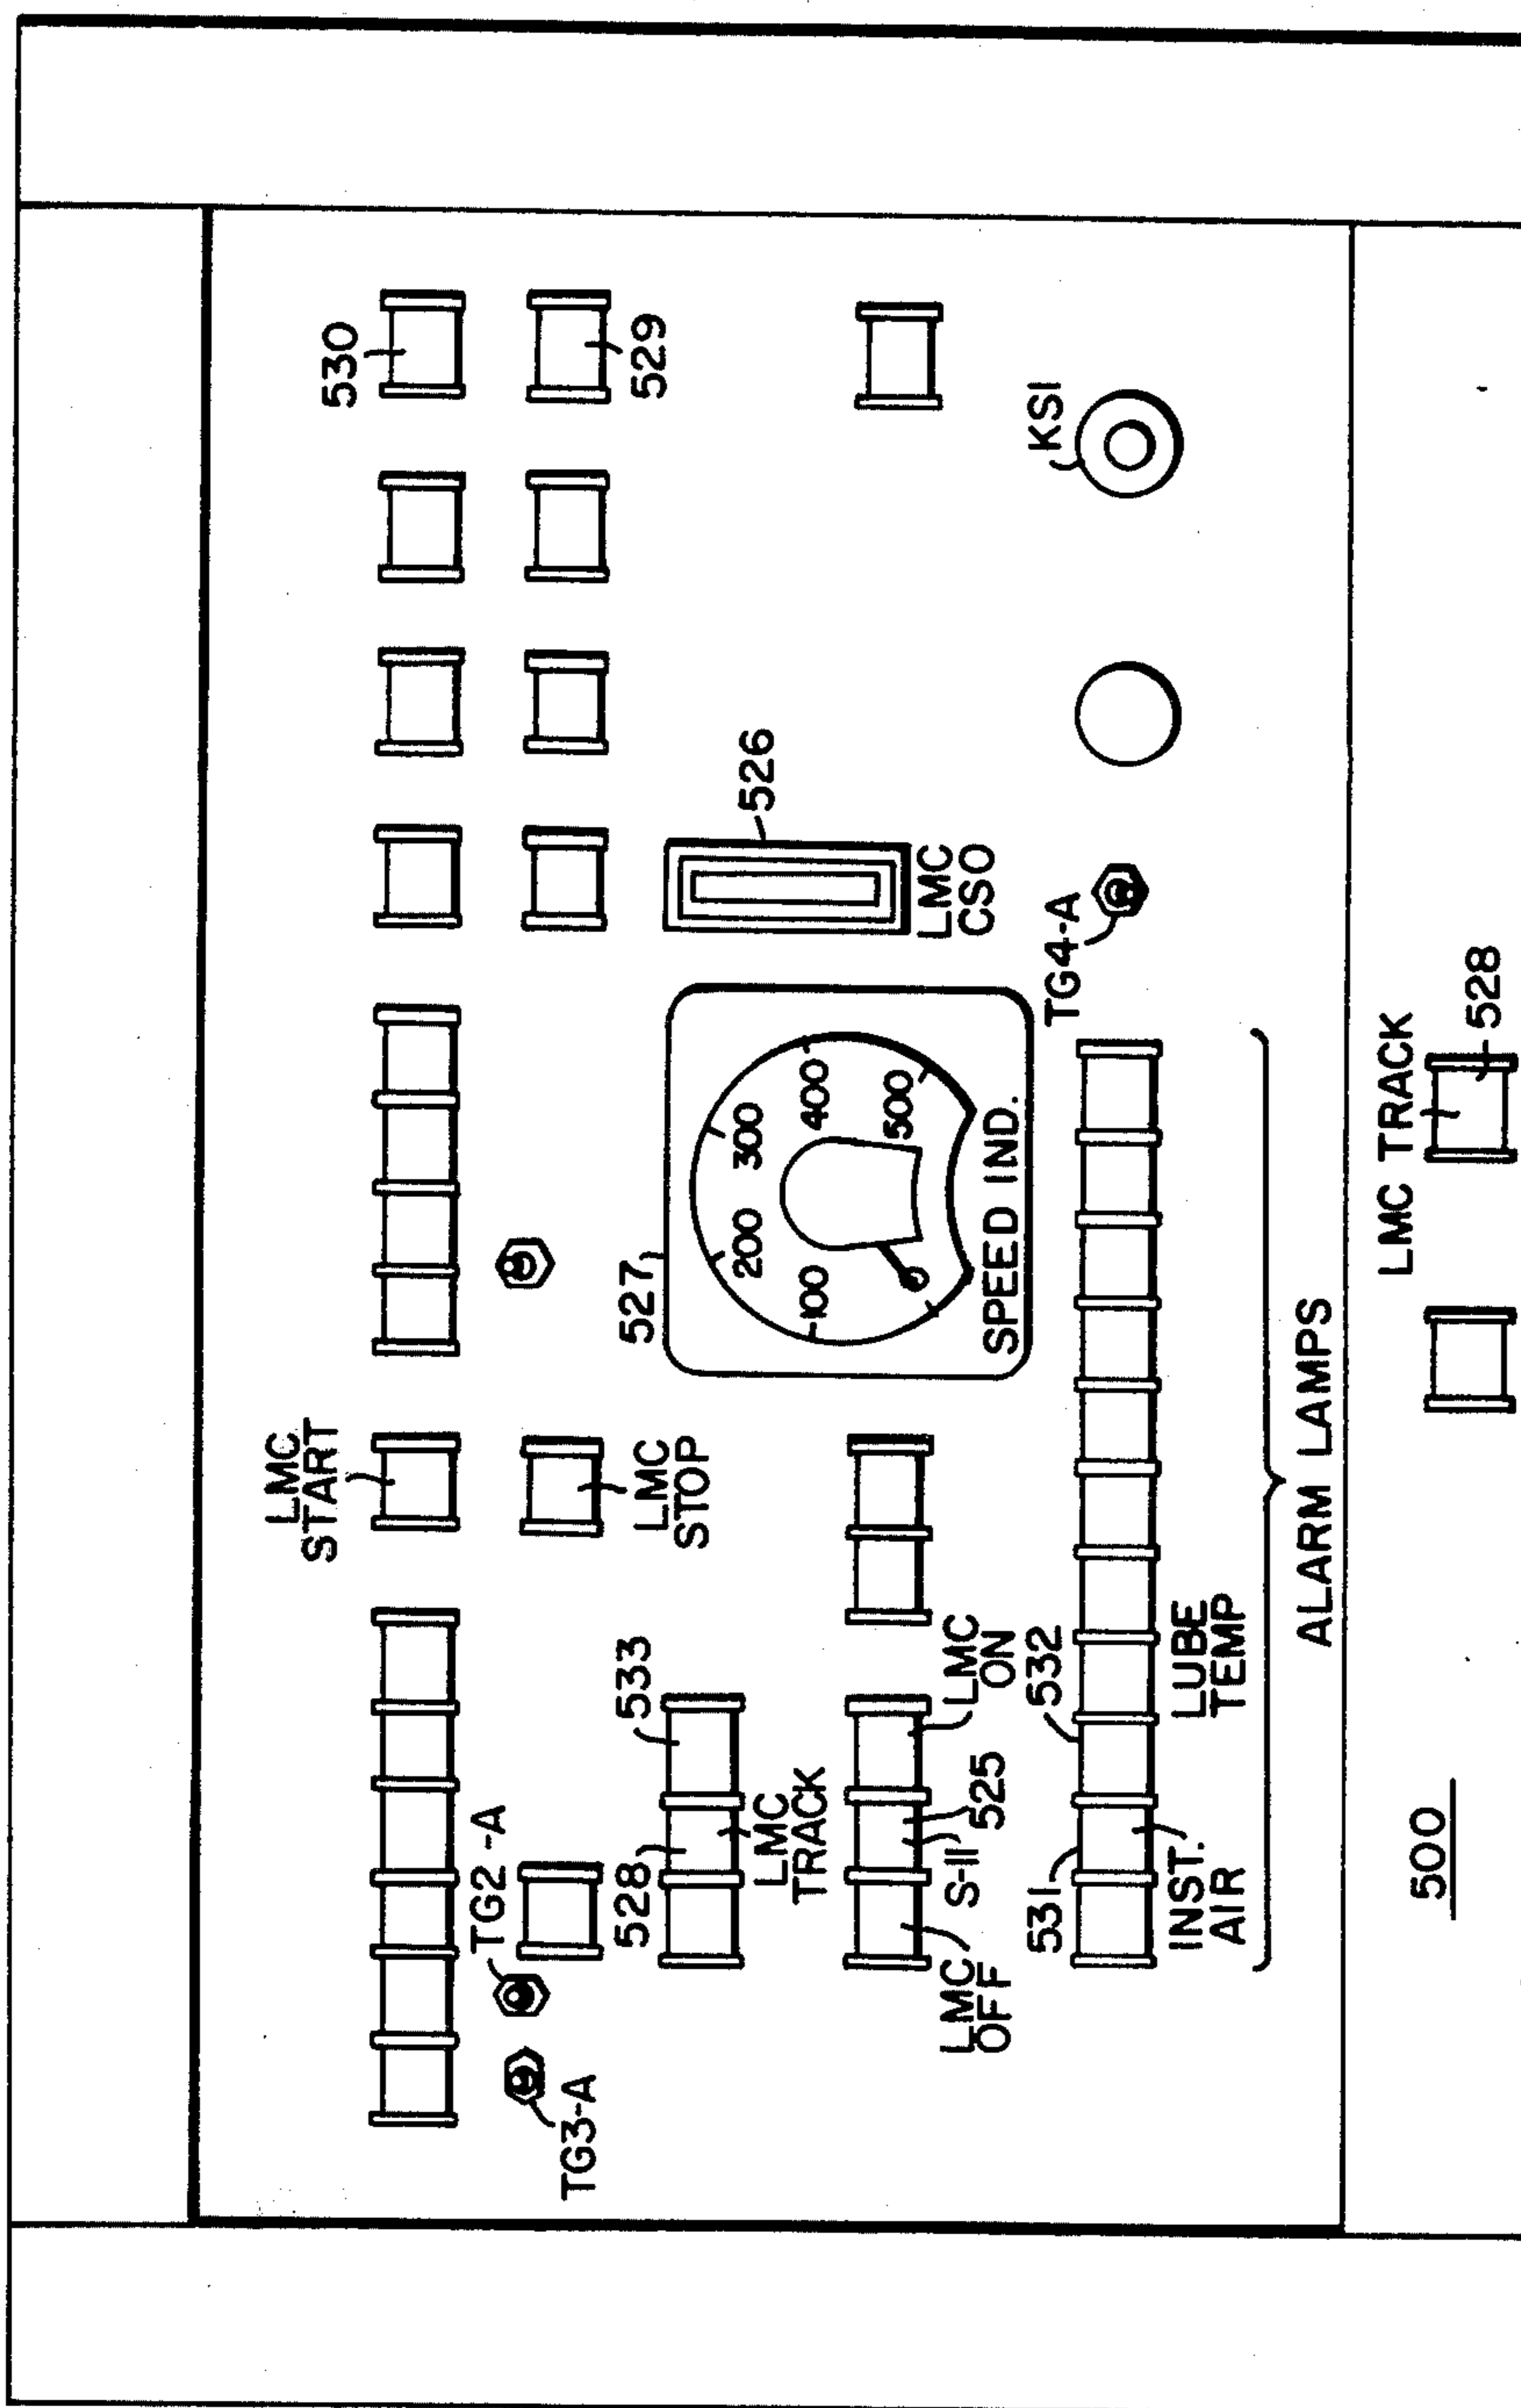 LMC
START
530
TG2-A
TG3-A
LMC
STOP
529
528
533
LMC
TRACK
527
100
200
300
400
500
SPEED IND.
526
LMC
CSO
LMC
OFF
S-11
525
LMC
ON
531
532
TG4-A
KS1
INST.
AIR
LUBE
TEMP
ALARM LAMPS
500
LMC TRACK
528